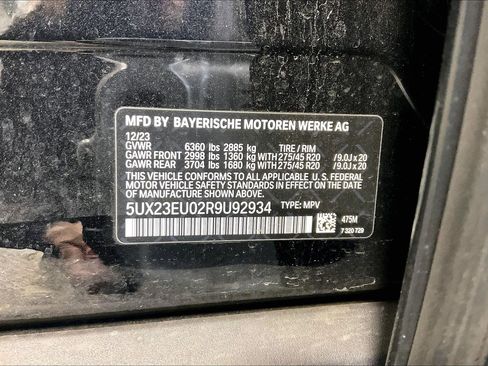 MFD BY BAYERISCHE MOTOREN WERKE AG
12/23
GVWR 6360 lbs 2885 kg TIRE / RIM
GAWR FRONT 2998 lbs 1360 kg WITH 275/45 R20 /9.0J x 20
GAWR REAR 3704 lbs 1680 kg WITH 275/45 R20 /9.0J x 20
THIS VEHICLE CONFORMS TO ALL APPLICABLE U. S. FEDERAL
MOTOR VEHICLE SAFETY STANDARDS IN EFFECT ON THE
DATE OF MANUFACTURE SHOWN ABOVE.
5UX23EU02R9U92934 TYPE: MPV
475M
7 320 729